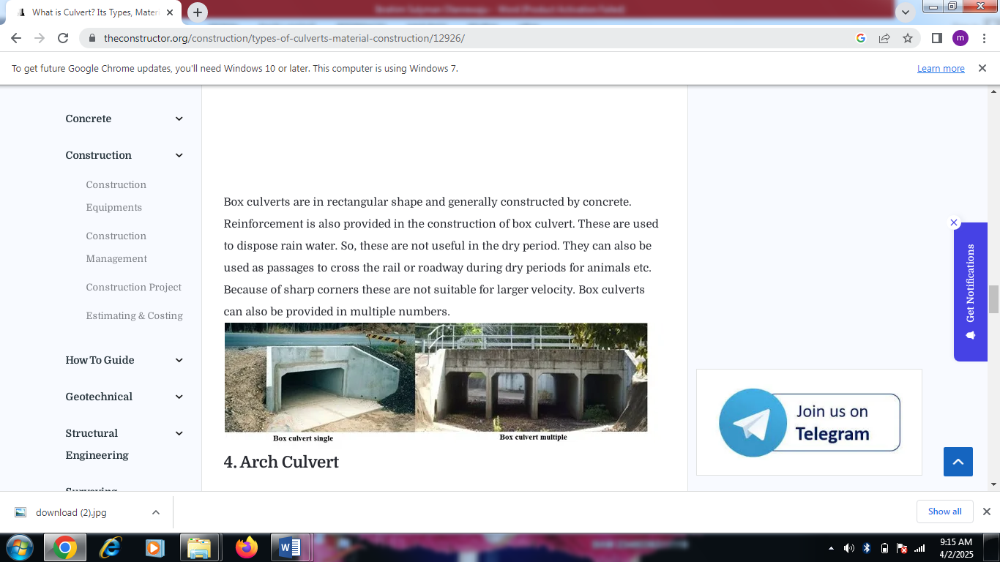 What is Culvert? Its Types, Mater
theconstructor.org/construction/types-of-culverts-material-construction/12926/
m
To get future Google Chrome updates, you'll need Windows 10 or later. This computer is using Windows 7.
Learn more
Concrete
Construction
Construction
Equipments
Construction
Management
Construction Project
Estimating & Costing
How To Guide
Geotechnical
Structural
Engineering
Surveying
Box culverts are in rectangular shape and generally constructed by concrete.
Reinforcement is also provided in the construction of box culvert. These are used
to dispose rain water. So, these are not useful in the dry period. They can also be
used as passages to cross the rail or roadway during dry periods for animals etc.
Because of sharp corners these are not suitable for larger velocity. Box culverts
can also be provided in multiple numbers.
Box culvert single
Box culvert multiple
4. Arch Culvert
Get Notifications
Join us on
Telegram
download (2).jpg
Show all
9:15 AM
4/2/2025